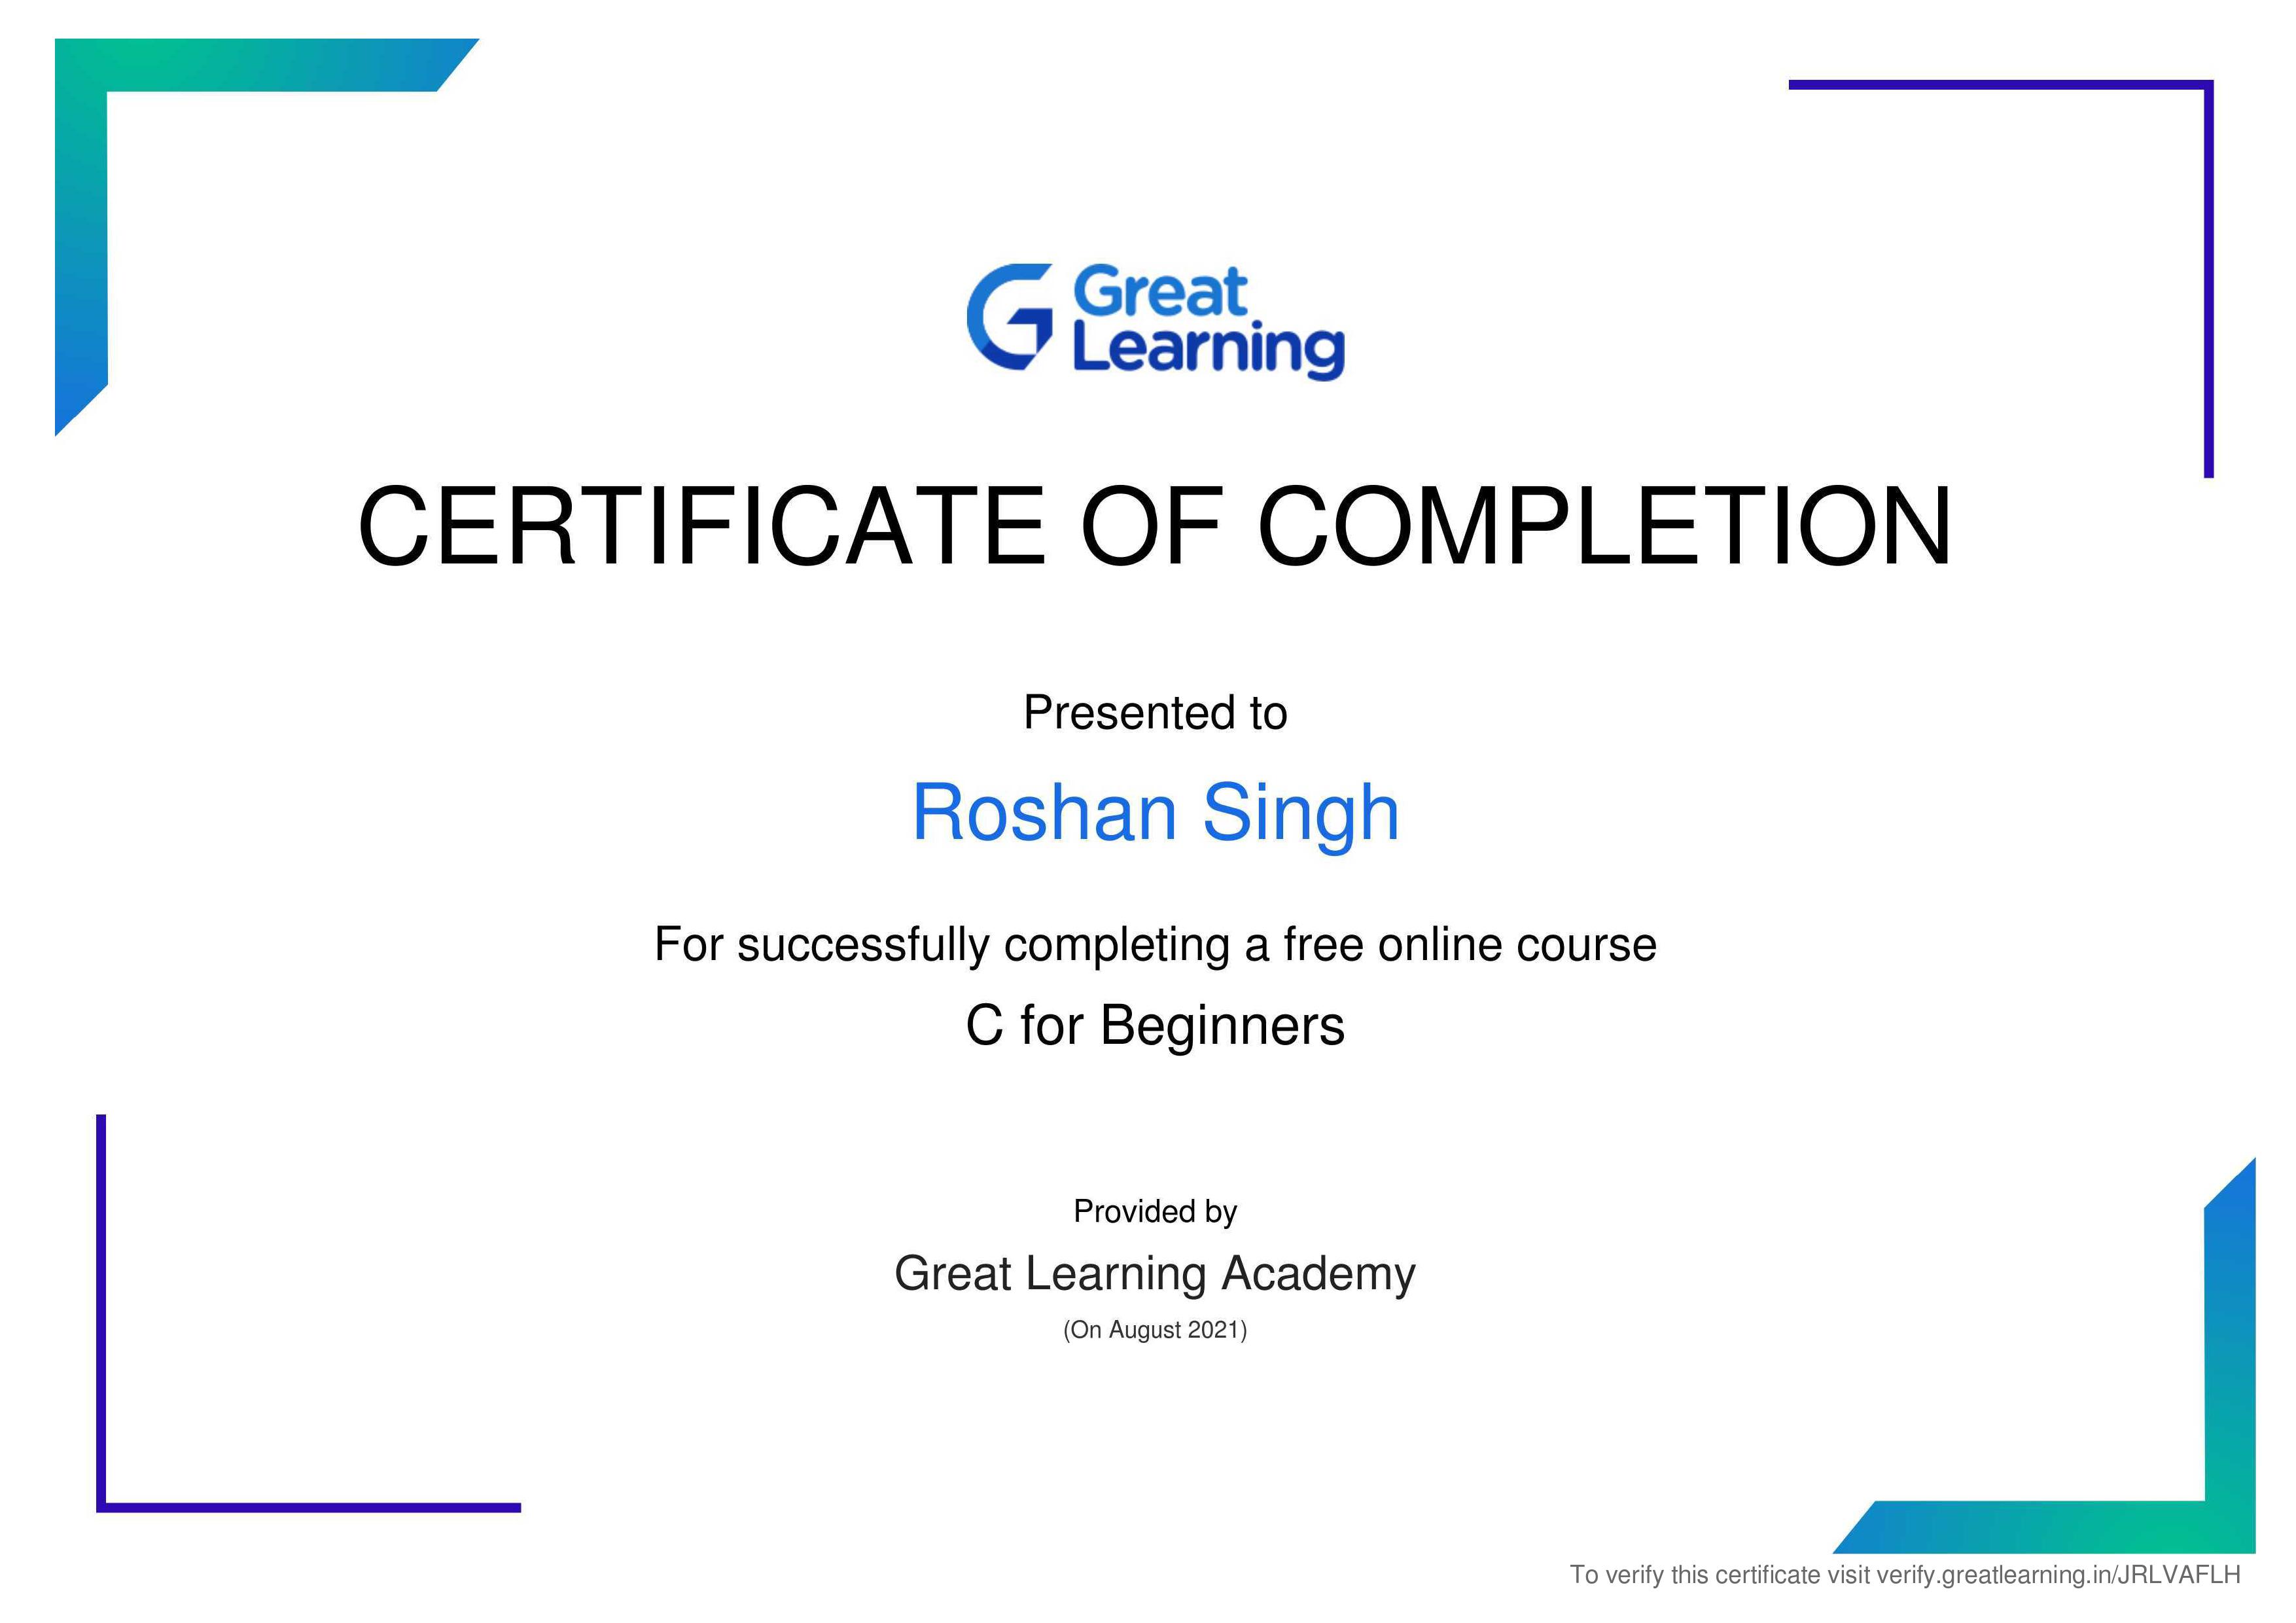 Great
Learning
CERTIFICATE OF COMPLETION
Presented to
Roshan Singh
For successfully completing a free online course
C for Beginners
Provided by
Great Learning Academy
(On August 2021)
To verify this certificate visit verify.greatlearning.in/JRLVAFLH